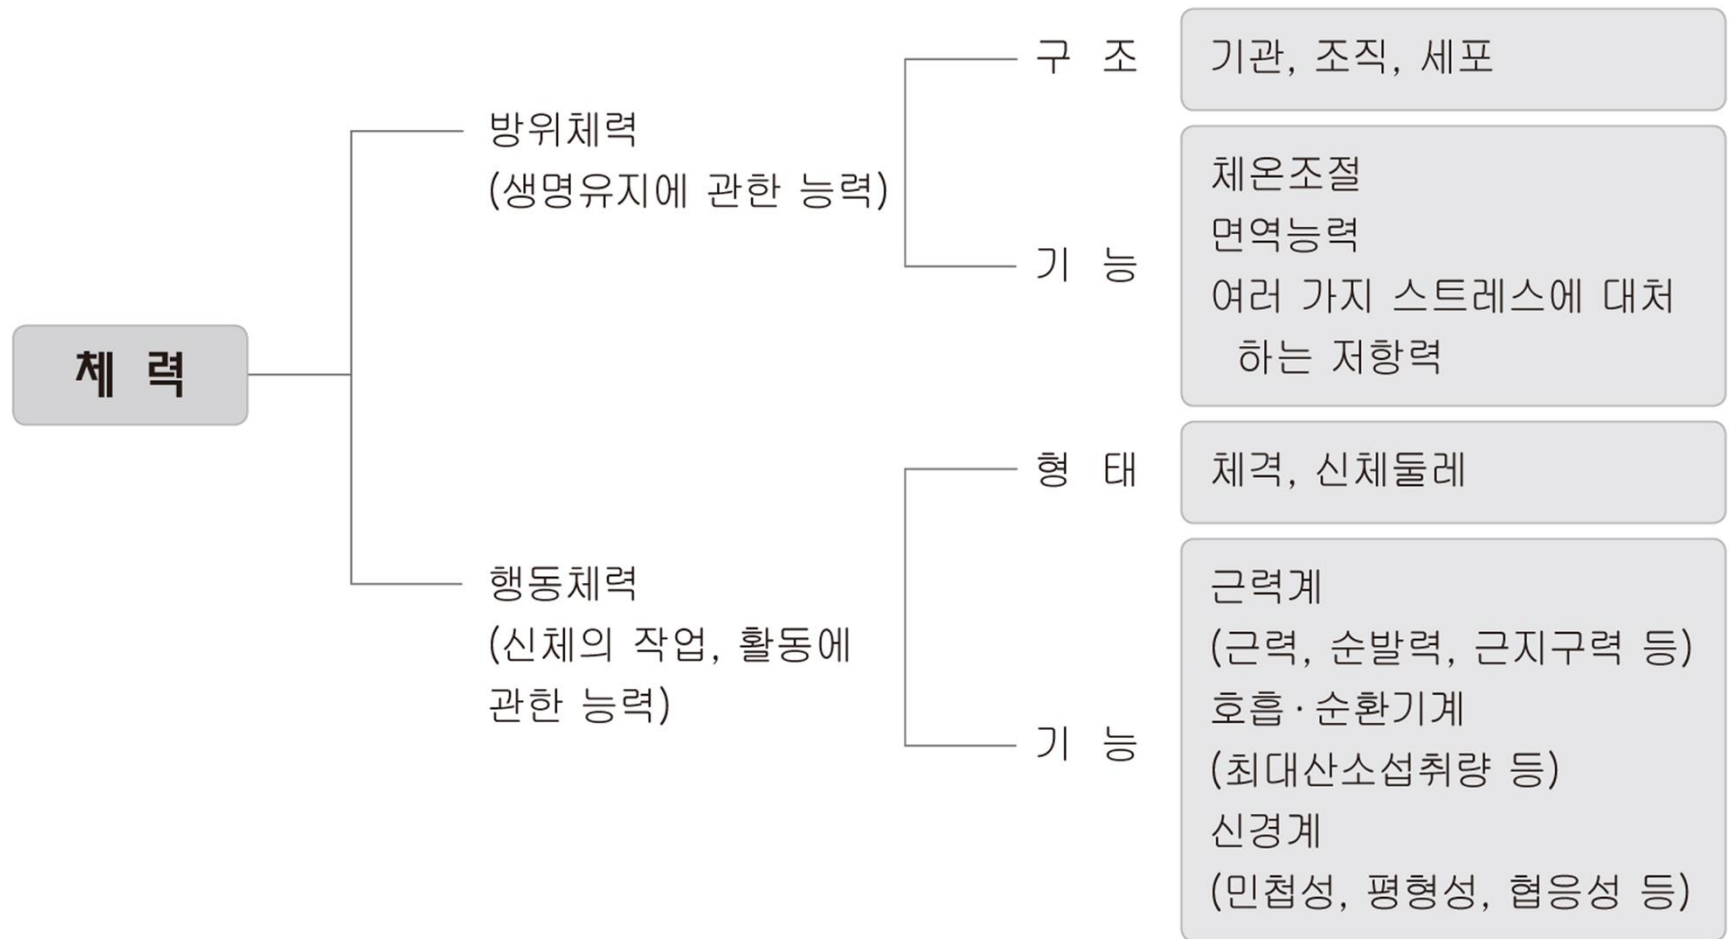 체 력
방위체력
(생명유지에 관한 능력)
구 조
기관, 조직, 세포
기 능
체온조절
면역능력
여러 가지 스트레스에 대처
하는 저항력
행동체력
(신체의 작업, 활동에
관한 능력)
형 태
체격, 신체둘레
기 능
근력계
(근력, 순발력, 근지구력 등)
호흡·순환기계
(최대산소섭취량 등)
신경계
(민첩성, 평형성, 협응성 등)